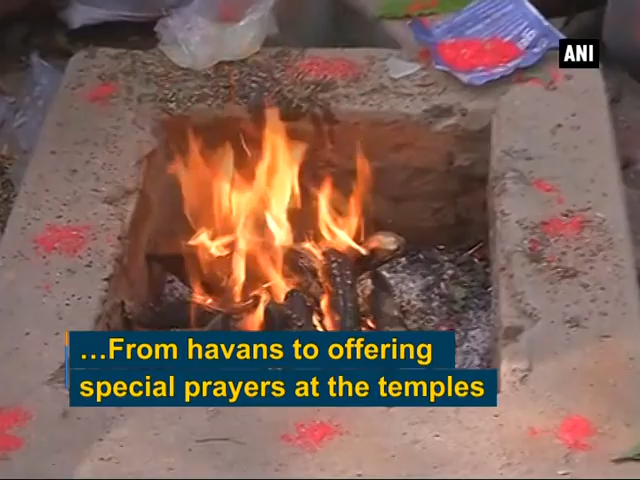 ANI
...From havans to offering
special prayers at the temples